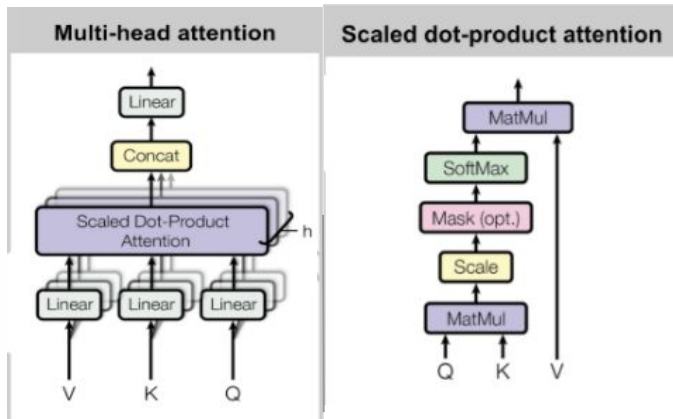 Multi-head attention
Linear
Concat
Scaled Dot-Product
Attention
h
Linear Linear Linear
V K Q
Scaled dot-product attention
MatMul
SoftMax
Mask (opt.)
Scale
MatMul
Q K V